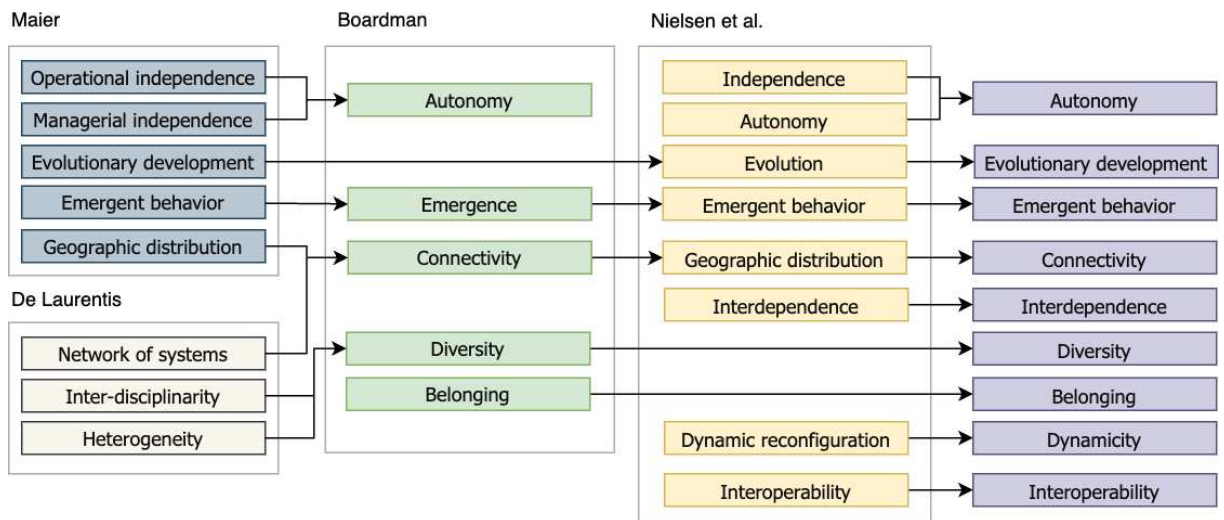 Maier
Operational independence
Managerial independence
Evolutionary development
Emergent behavior
Geographic distribution
De Laurentis
Network of systems
Inter-disciplinarity
Heterogeneity
Boardman
Autonomy
Emergence
Connectivity
Diversity
Belonging
Nielsen et al.
Independence
Autonomy
Evolution
Emergent behavior
Geographic distribution
Interdependence
Dynamic reconfiguration
Interoperability
Autonomy
Evolutionary development
Emergent behavior
Connectivity
Interdependence
Diversity
Belonging
Dynamicity
Interoperability